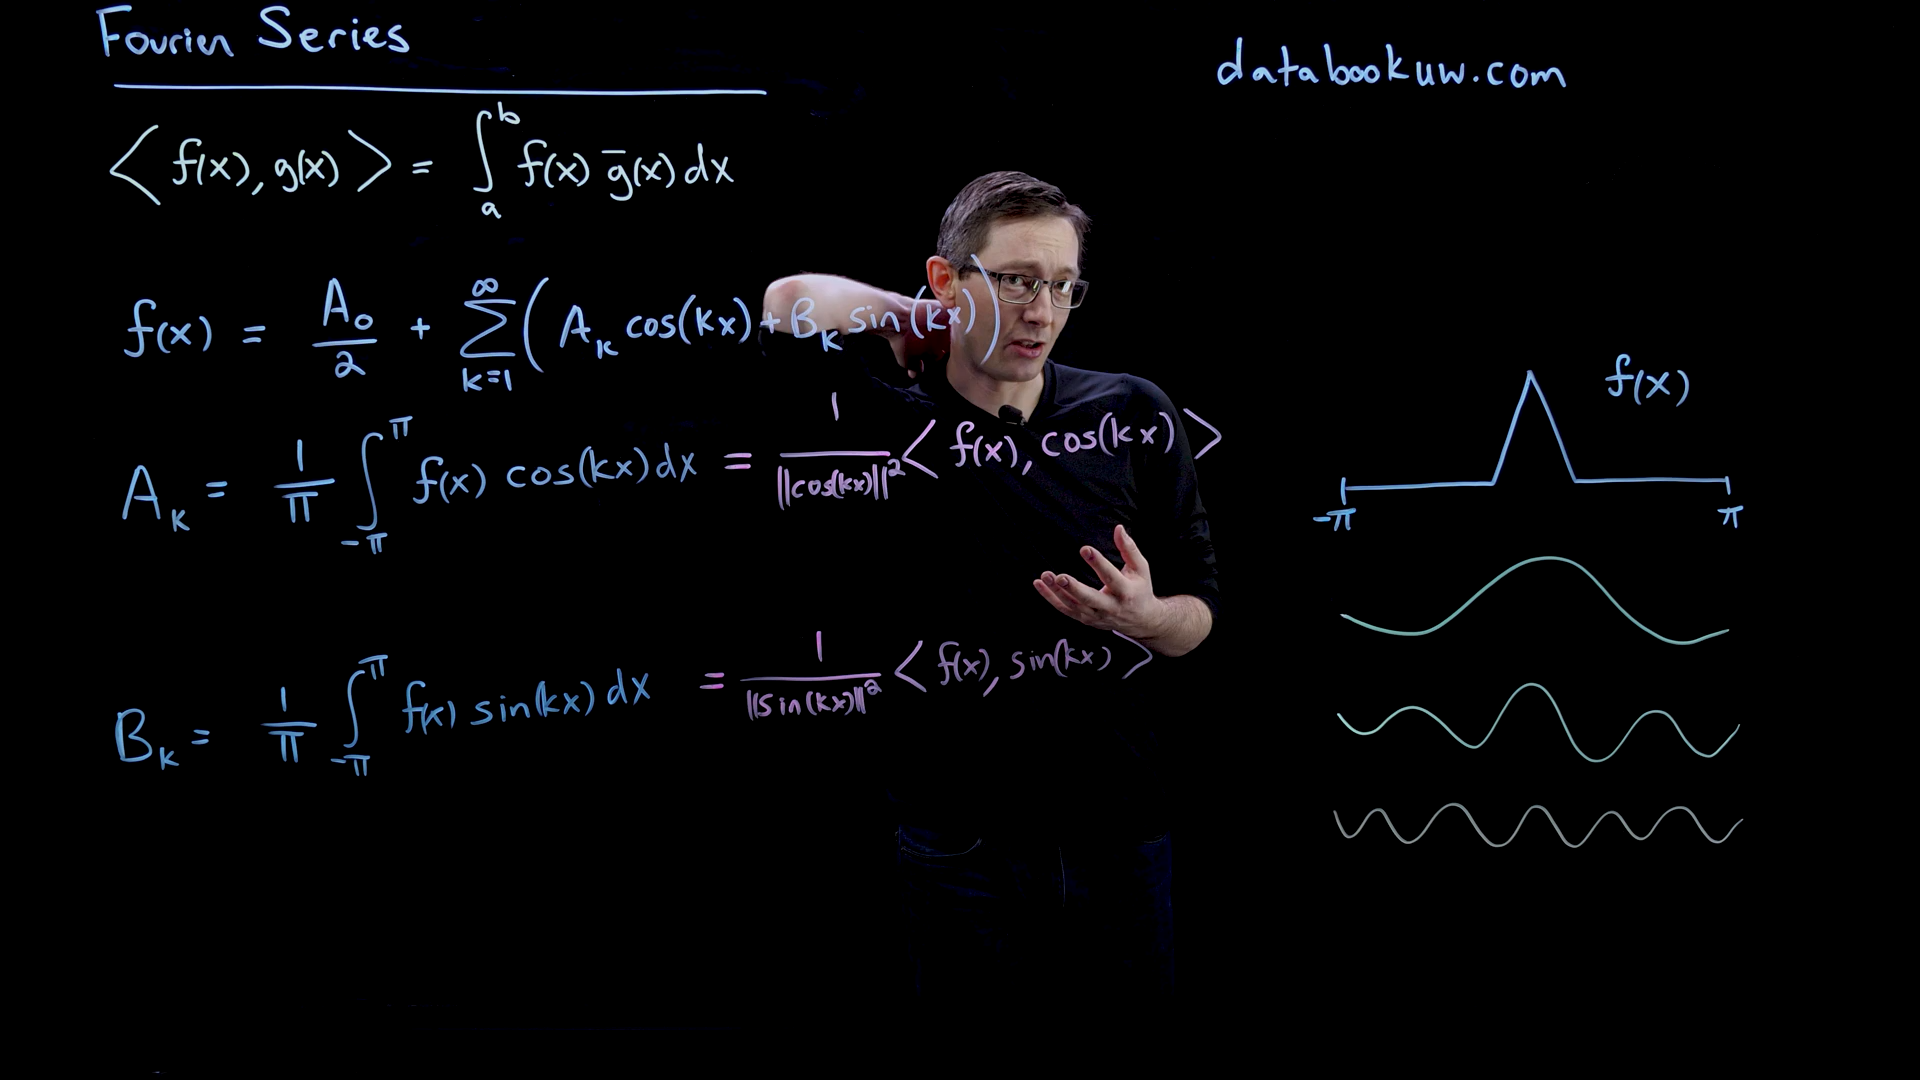 Fourier Series
databookuw.com
⟨ f(x), g(x) ⟩ = ∫_a^b f(x) g̅(x) dx
f(x) = A₀/2 + ∑_{k=1}^∞ ( A_k cos(kx) + B_k sin(kx) )
A_k = 1/π ∫_{-π}^{π} f(x) cos(kx) dx = 1/||cos(kx)||² ⟨ f(x), cos(kx) ⟩
B_k = 1/π ∫_{-π}^{π} f(x) sin(kx) dx = 1/||sin(kx)||² ⟨ f(x), sin(kx) ⟩
f(x)
-π π